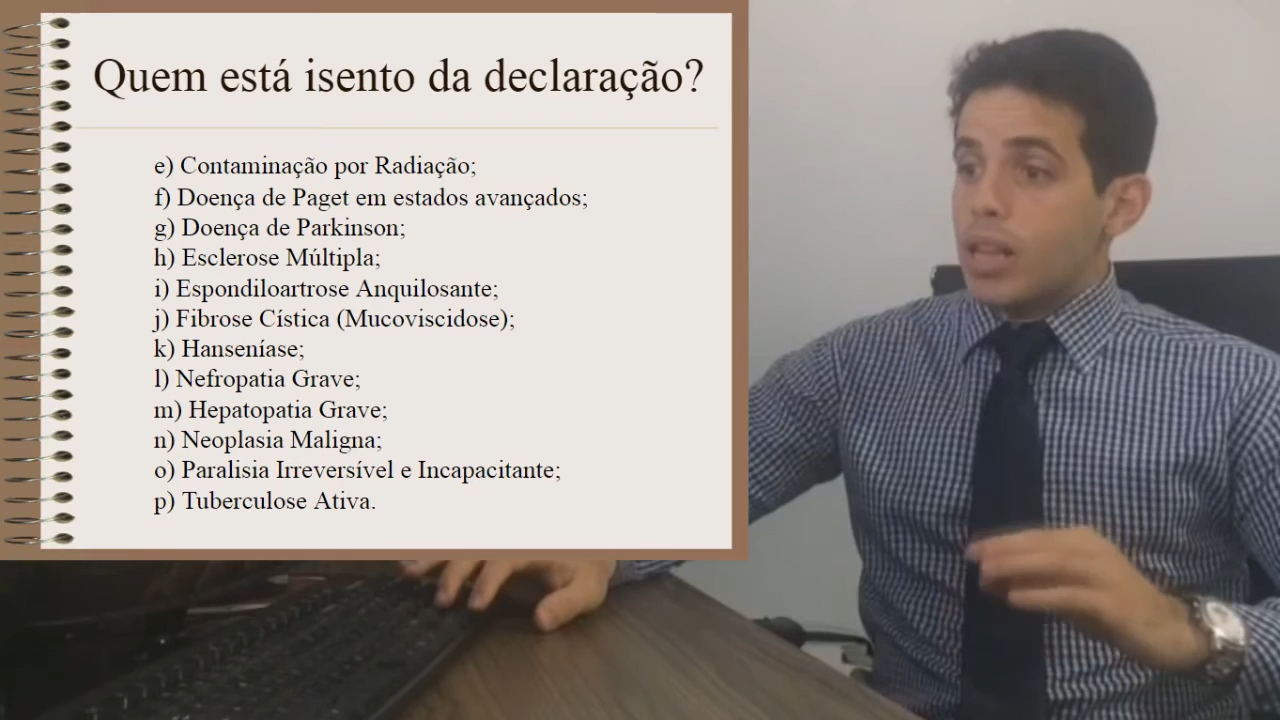 Quem está isento da declaração?
e) Contaminação por Radiação;
f) Doença de Paget em estados avançados;
g) Doença de Parkinson;
h) Esclerose Múltipla;
i) Espondiloartrose Anquilosante;
j) Fibrose Cística (Mucoviscidose);
k) Hanseníase;
l) Nefropatia Grave;
m) Hepatopatia Grave;
n) Neoplasia Maligna;
o) Paralisia Irreversível e Incapacitante;
p) Tuberculose Ativa.